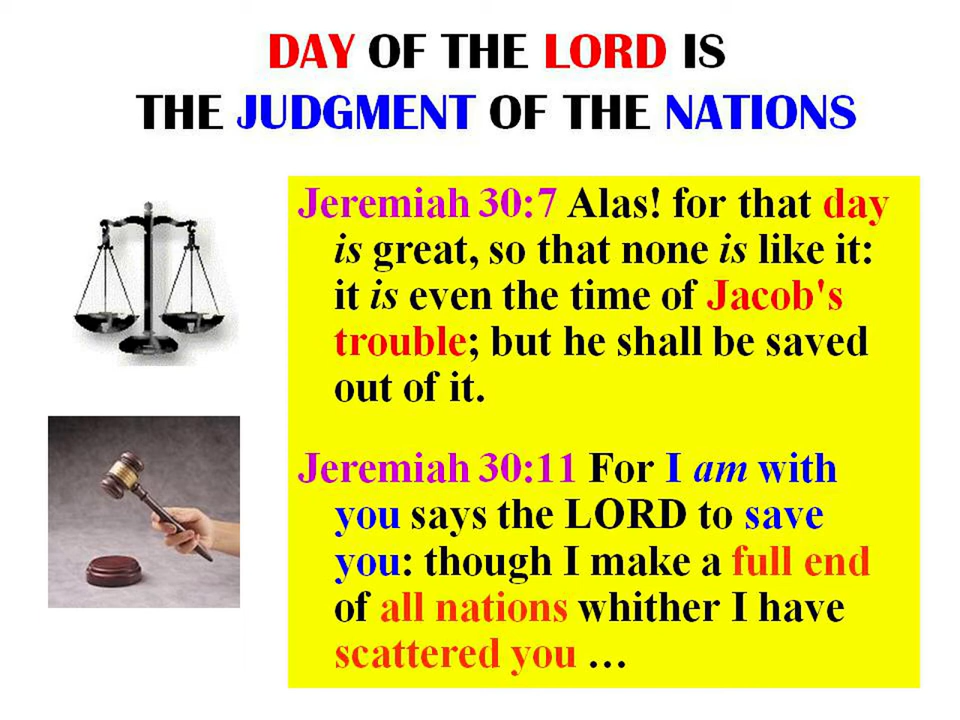 DAY OF THE LORD IS
THE JUDGMENT OF THE NATIONS
Jeremiah 30:7 Alas! for that day
is great, so that none is like it:
it is even the time of Jacob's
trouble; but he shall be saved
out of it.
Jeremiah 30:11 For I am with
you says the LORD to save
you: though I make a full end
of all nations whither I have
scattered you …